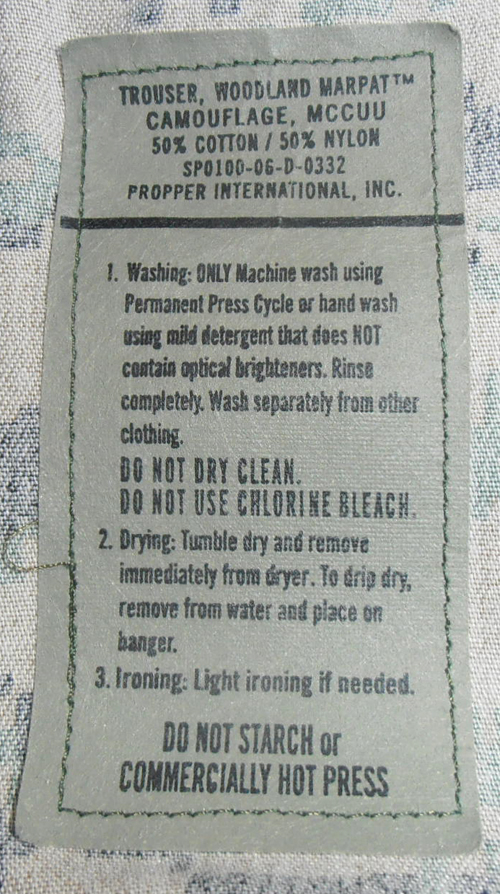 TROUSER, WOODLAND MARPAT™
CAMOUFLAGE, MCCUU
50% COTTON / 50% NYLON
SPO100-06-D-0332
PROPPER INTERNATIONAL, INC.
1. Washing: ONLY Machine wash using
Permanent Press Cycle or hand wash
using mild detergent that does NOT
contain optical brighteners. Rinse
completely. Wash separately from other
clothing.
DO NOT DRY CLEAN.
DO NOT USE CHLORINE BLEACH.
2. Drying: Tumble dry and remove
immediately from dryer. To drip dry,
remove from water and place on
hanger.
3. Ironing: Light ironing if needed.
DO NOT STARCH or
COMMERCIALLY HOT PRESS